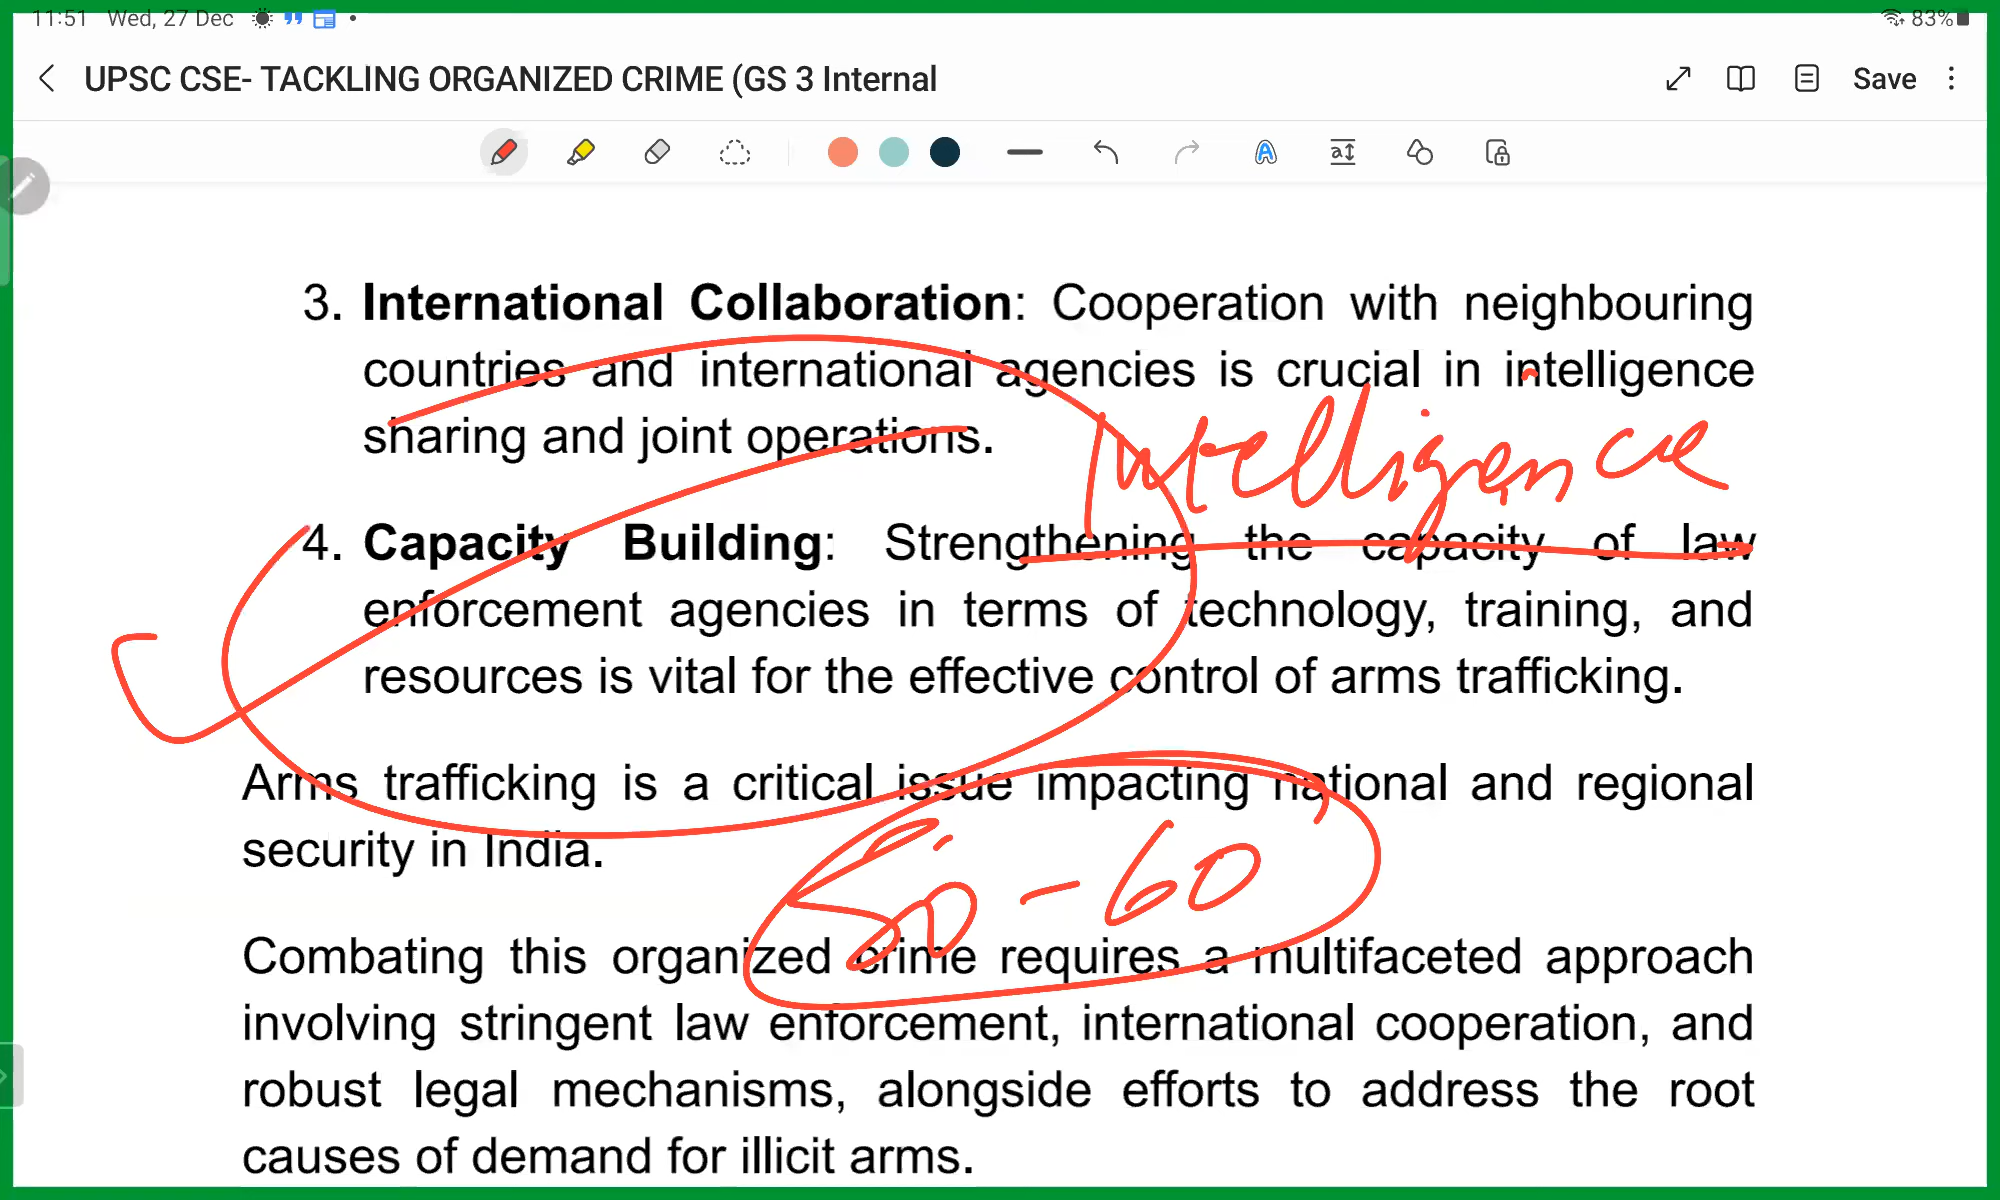 11:51 Wed, 27 Dec
83%
UPSC CSE- TACKLING ORGANIZED CRIME (GS 3 Internal
Save
3. International Collaboration: Cooperation with neighbouring
countries and international agencies is crucial in intelligence
sharing and joint operations.
Intelligence
4. Capacity Building: Strengthening the capacity of law
enforcement agencies in terms of technology, training, and
resources is vital for the effective control of arms trafficking.
Arms trafficking is a critical issue impacting national and regional
security in India.
50-60
Combating this organized crime requires a multifaceted approach
involving stringent law enforcement, international cooperation, and
robust legal mechanisms, alongside efforts to address the root
causes of demand for illicit arms.